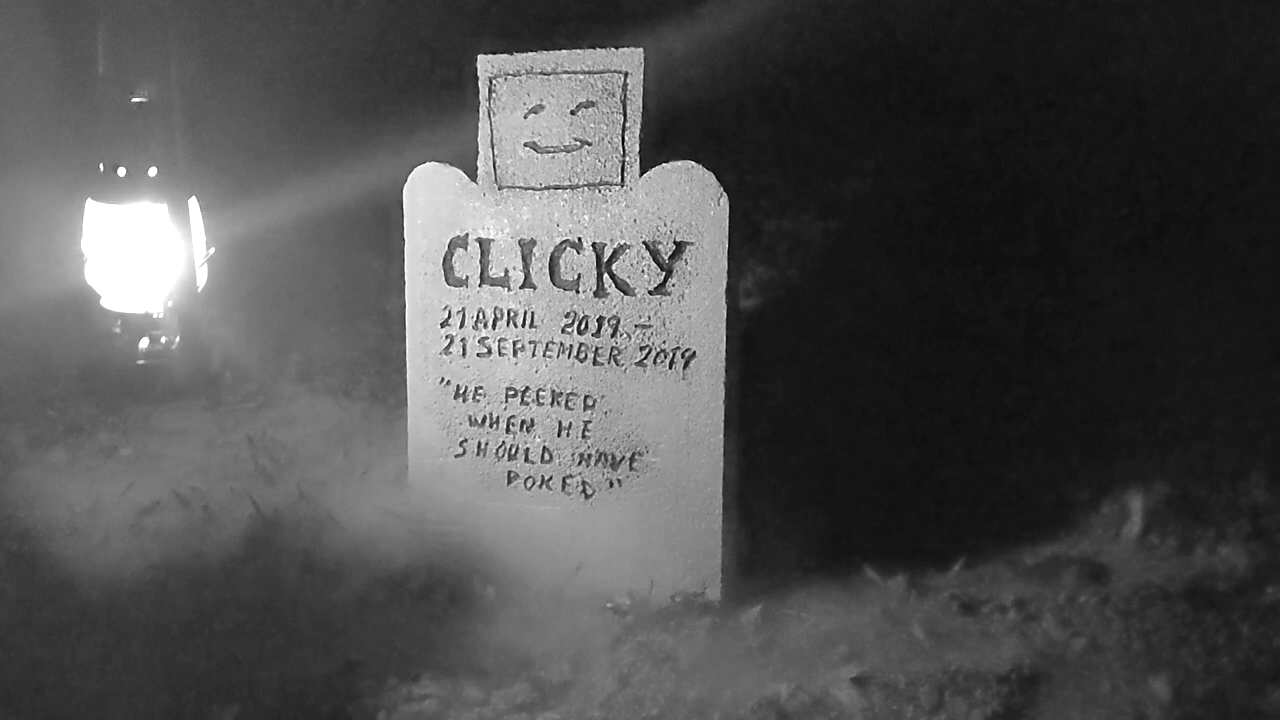 CLICKY
21 APRIL 2019 -
21 SEPTEMBER 2019
"HE PEEKED
WHEN HE
SHOULD HAVE
POKED"